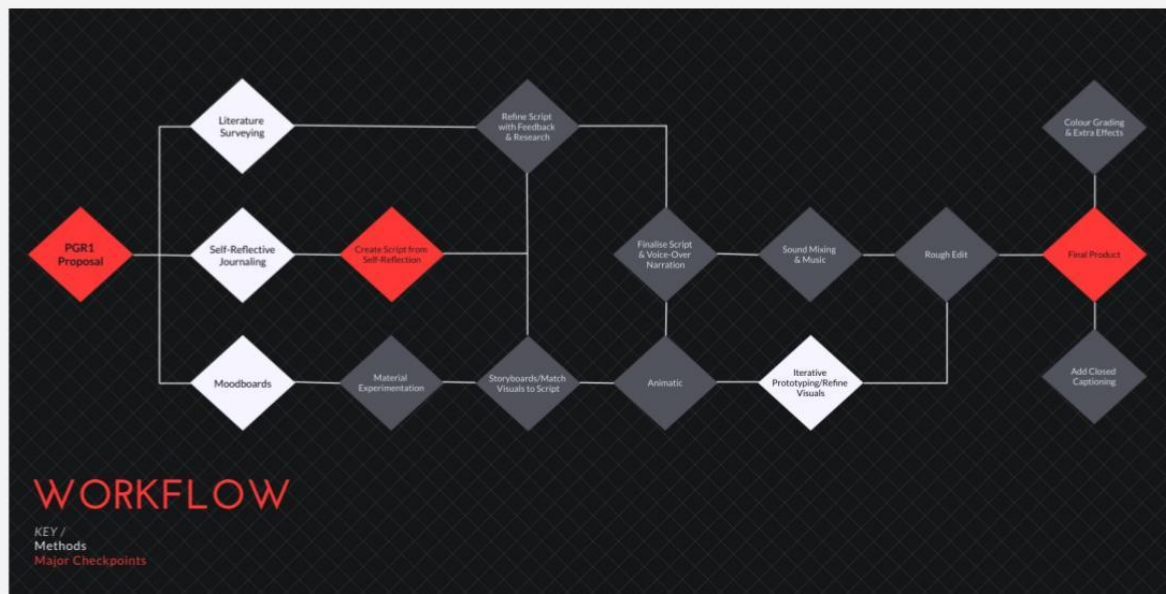 Literature
Surveying
Refine Script
with Feedback
& Research
Colour Grading
& Extra Effects
PGR1
Proposal
Self-Reflective
Journaling
Create Script from
Self-Reflection
Finalise Script
& Voice-Over
Narration
Sound Mixing
& Music
Rough Edit
Final Product
Moodboards
Material
Experimentation
Storyboards/Match
Visuals to Script
Animatic
Iterative
Prototyping/Refine
Visuals
Add Closed
Captioning
WORKFLOW
KEY /
Methods
Major Checkpoints